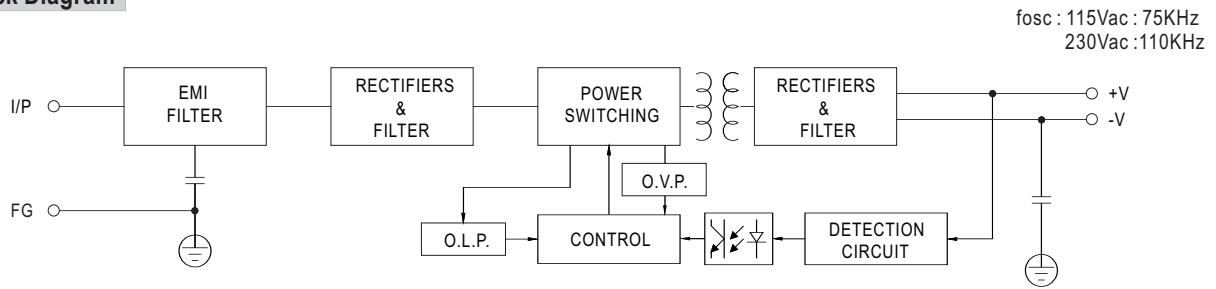 Diagram
fosc : 115Vac : 75KHz
230Vac :110KHz
I/P
EMI
FILTER
RECTIFIERS
&
FILTER
POWER
SWITCHING
RECTIFIERS
&
FILTER
+V
-V
O.V.P.
FG
O.L.P.
CONTROL
DETECTION
CIRCUIT